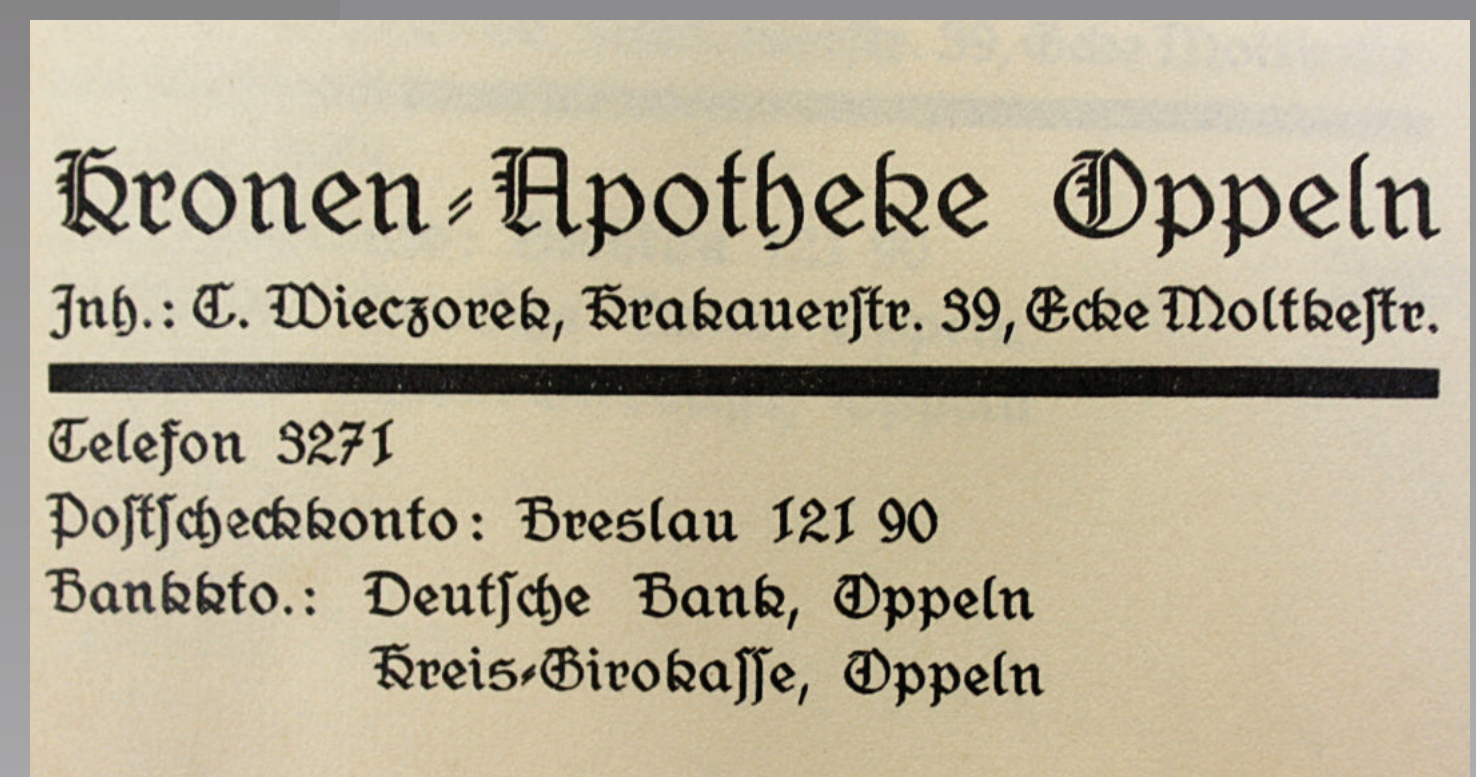 Kronen-Apotheke Oppeln
Inh.: T. Wieczorek, Krakauerſtr. 39, Ecke Moltkeſtr.
Telefon 3271
Poſtſcheckkonto: Breslau 121 90
Bankkto.: Deutſche Bank, Oppeln
Kreis-Girokaſſe, Oppeln